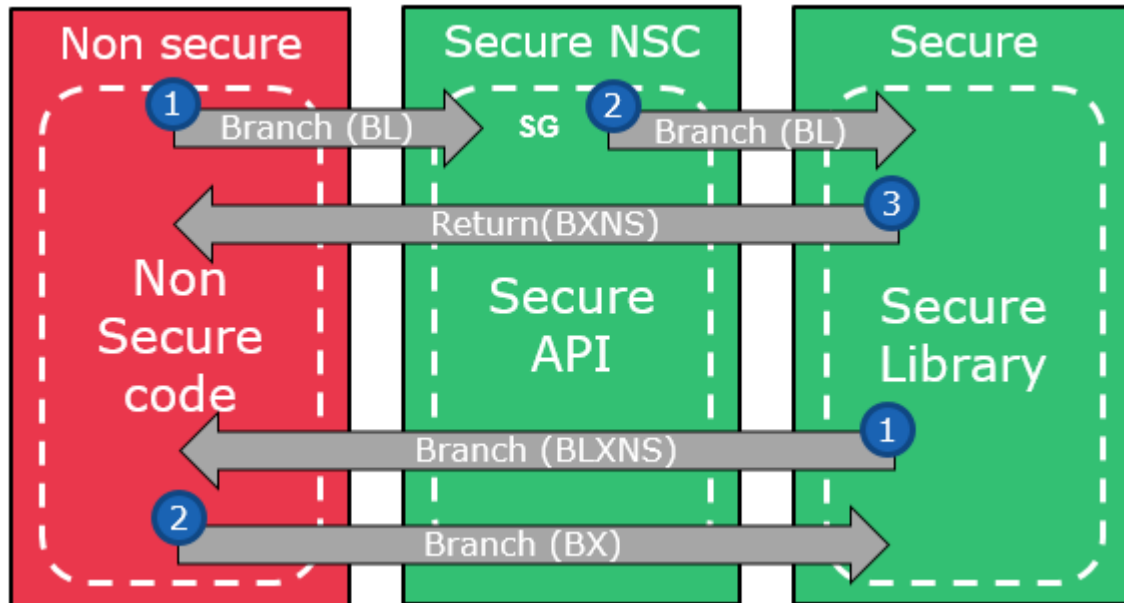 Non secure
Secure NSC
Secure
1
Branch (BL)
SG
2
Branch (BL)
3
Return(BXNS)
Non
Secure
code
Secure
API
Secure
Library
1
Branch (BLXNS)
2
Branch (BX)